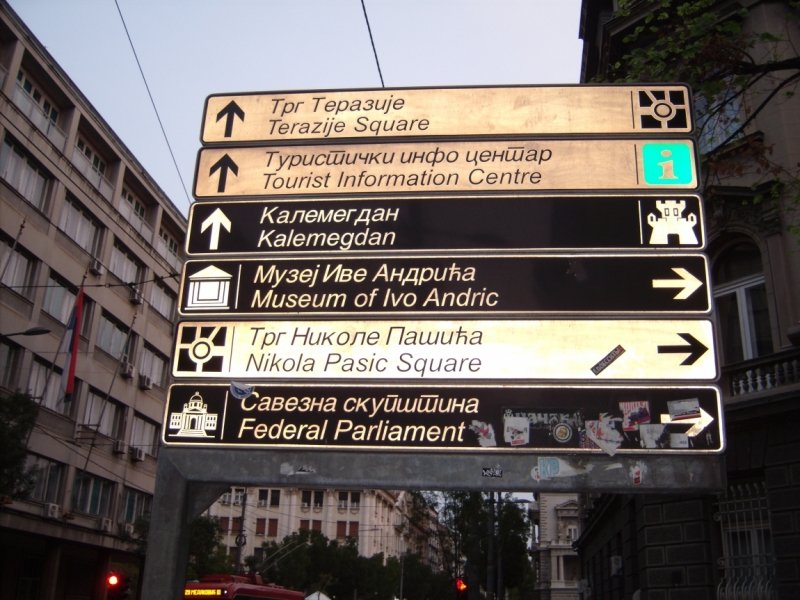 Трг Теразије
Terazije Square
Туристички инфо центар
Tourist Information Centre
i
Калемегдан
Kalemegdan
Музеј Иве Андрића
Museum of Ivo Andric
Трг Николе Пашића
Nikola Pasic Square
Савезна скупштина
Federal Parliament